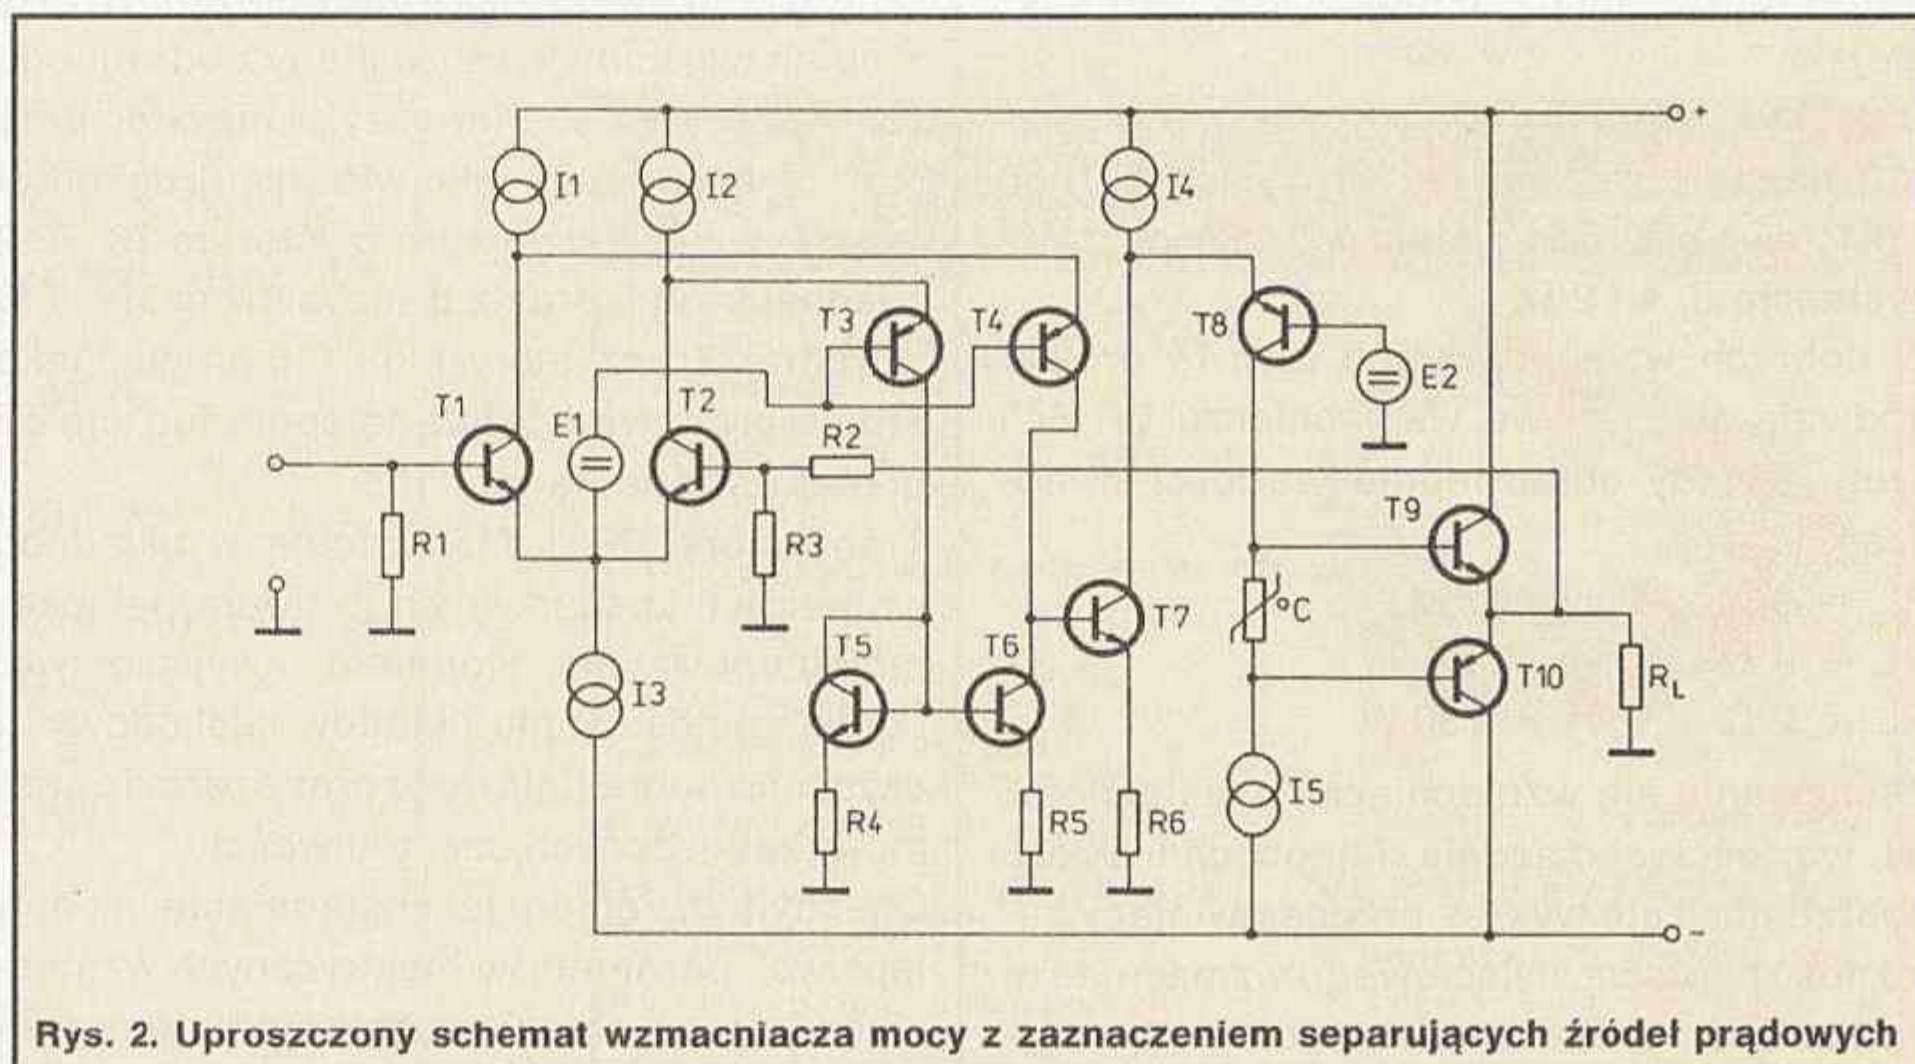 +
I1
I2
I4
T3
T4
T8
E2
T1
E1
T2
R2
T9
R1
R3
°C
T7
T5
T6
I3
T10
R_L
I5
R4
R5
R6
-
Rys. 2. Uproszczony schemat wzmacniacza mocy z zaznaczeniem separujących źródeł prądowych